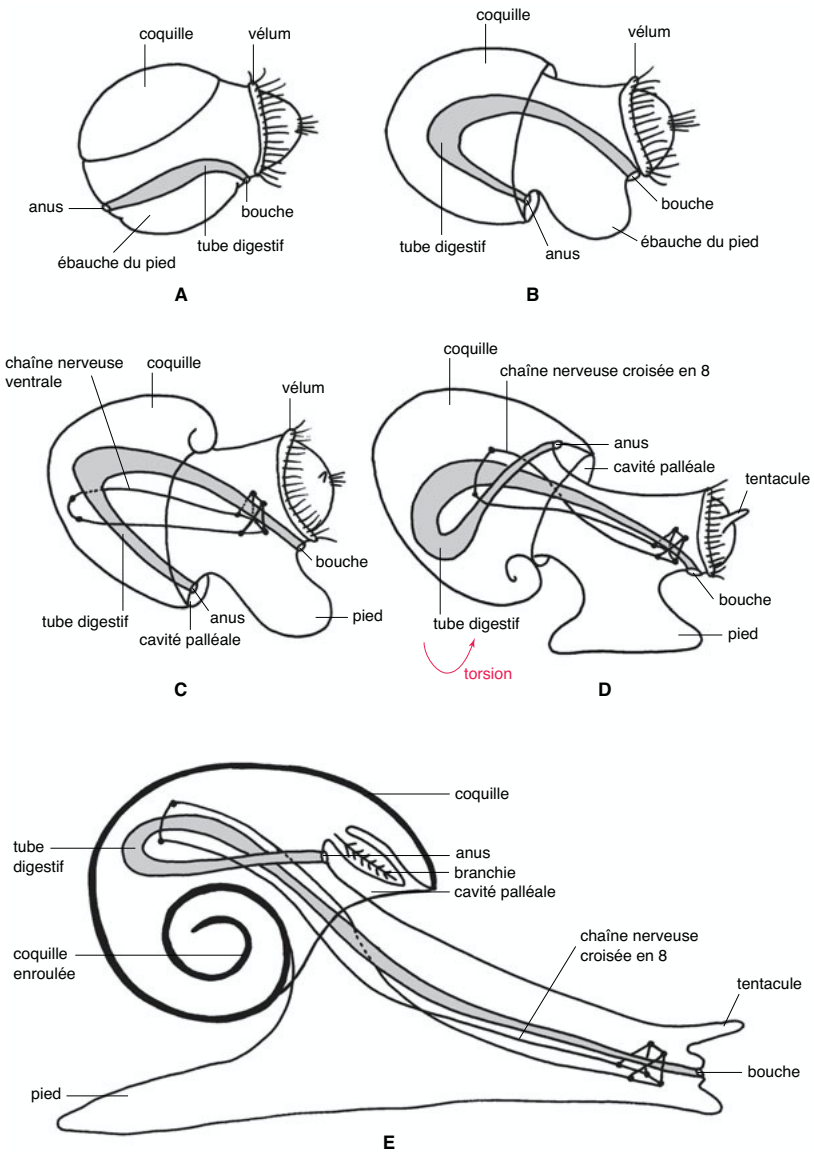 coquille
vélum
anus
bouche
tube digestif
ébauche du pied
A
coquille
vélum
bouche
tube digestif
anus
ébauche du pied
B
chaîne nerveuse
ventrale
coquille
vélum
bouche
tube digestif
anus
cavité palléale
pied
C
coquille
chaîne nerveuse croisée en 8
anus
cavité palléale
tentacule
bouche
tube digestif
pied
torsion
D
coquille
tube
digestif
anus
branchie
cavité palléale
chaîne nerveuse
croisée en 8
coquille
enroulée
tentacule
bouche
pied
E